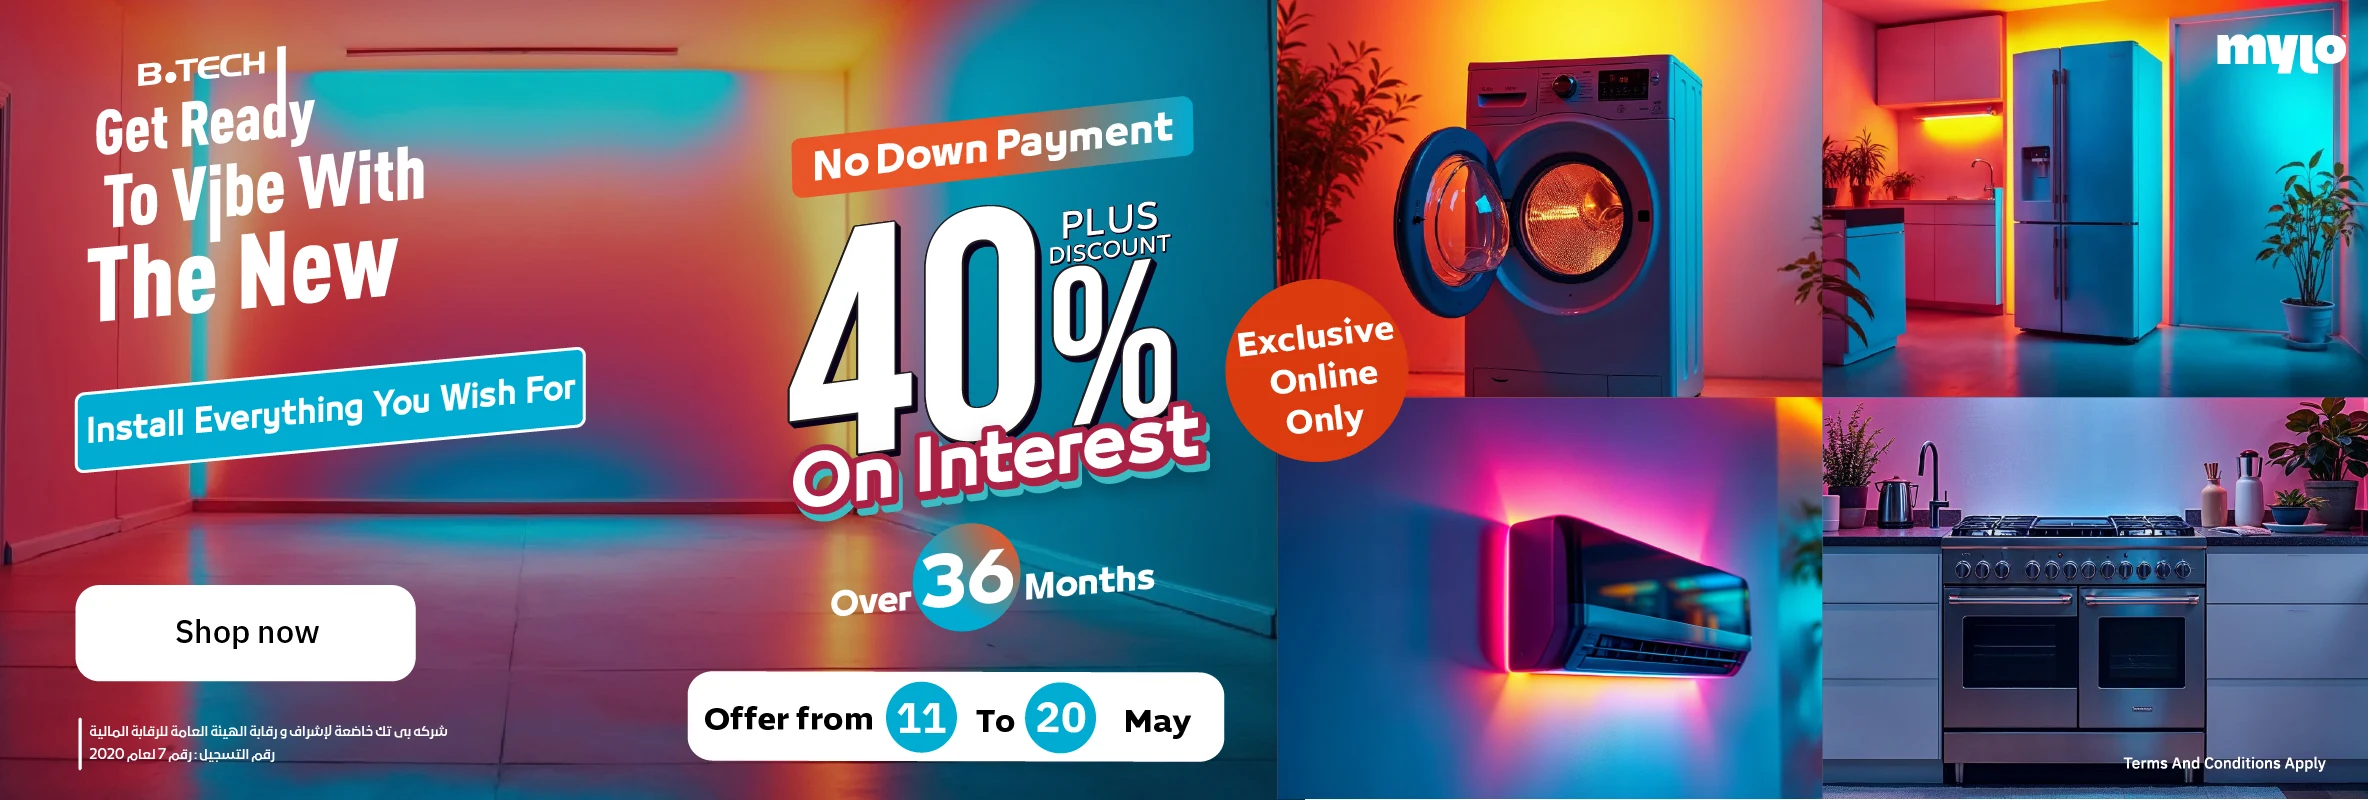 B.TECH
Get Ready
To Vibe With
The New
Install Everything You Wish For
Shop now
شركه بى تك خاضعة لإشراف و رقابة الهيئة العامة للرقابة المالية
رقم التسجيل : رقم 7 لعام 2020
No Down Payment
40%
PLUS
DISCOUNT
On Interest
Over 36 Months
Offer from 11 To 20 May
Exclusive
Online
Only
mylo
Terms And Conditions Apply